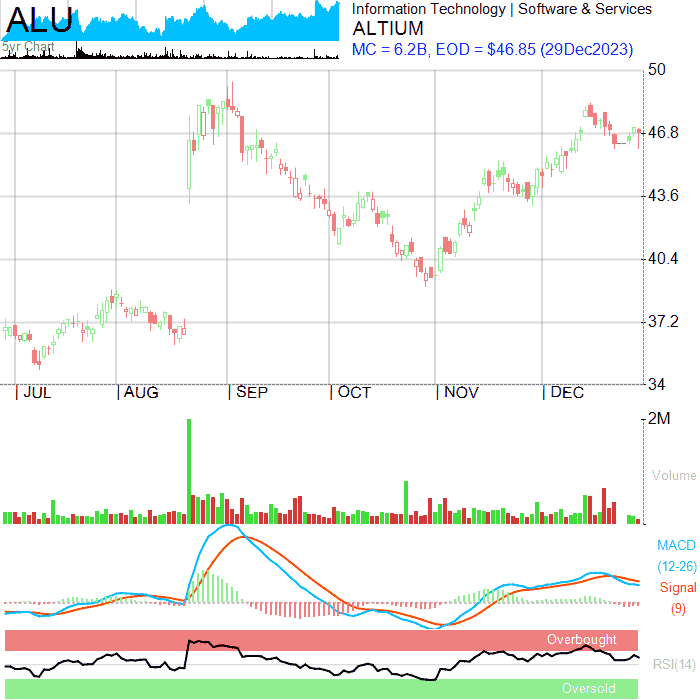 ALU
5yr Chart
Information Technology | Software & Services
ALTIUM
MC = 6.2B, EOD = $46.85 (29Dec2023)
50
46.8
43.6
40.4
37.2
34
| JUL | AUG | SEP | OCT | NOV | DEC
2M
Volume
MACD
(12-26)
Signal
(9)
Overbought
RSI(14)
Oversold